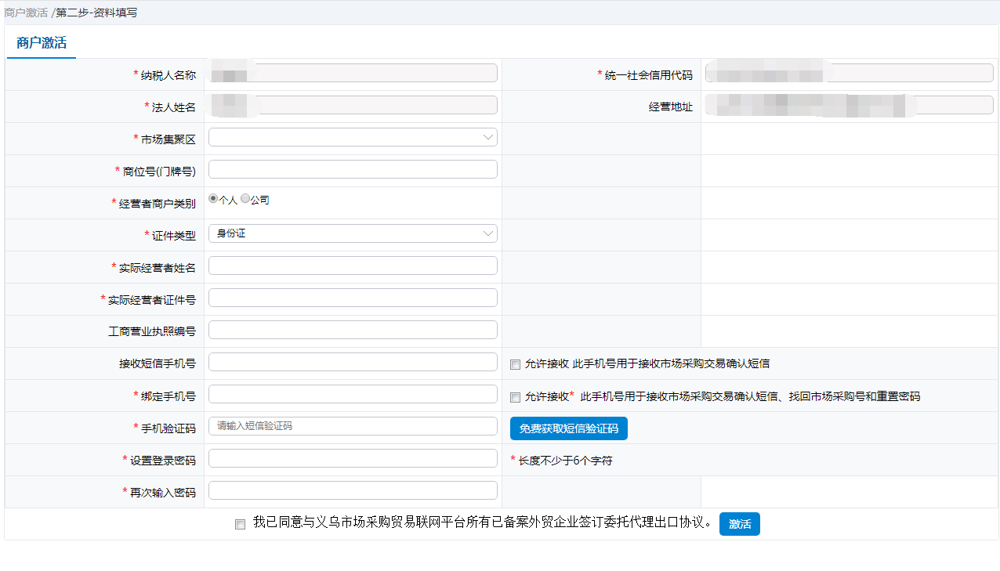 商户激活 /第二步-资料填写
商户激活
*纳税人名称
*统一社会信用代码
*法人姓名
经营地址
*市场集聚区
*商位号(门牌号)
*经营者商户类别 个人 公司
*证件类型 身份证
*实际经营者姓名
*实际经营者证件号
工商营业执照编号
接收短信手机号 允许接收 此手机号用于接收市场采购交易确认短信
*绑定手机号 允许接收* 此手机号用于接收市场采购交易确认短信、找回市场采购号和重置密码
*手机验证码 请输入短信验证码 免费获取短信验证码
*设置登录密码 *长度不少于6个字符
*再次输入密码
我已同意与义乌市场采购贸易联网平台所有已备案外贸企业签订委托代理出口协议。 激活